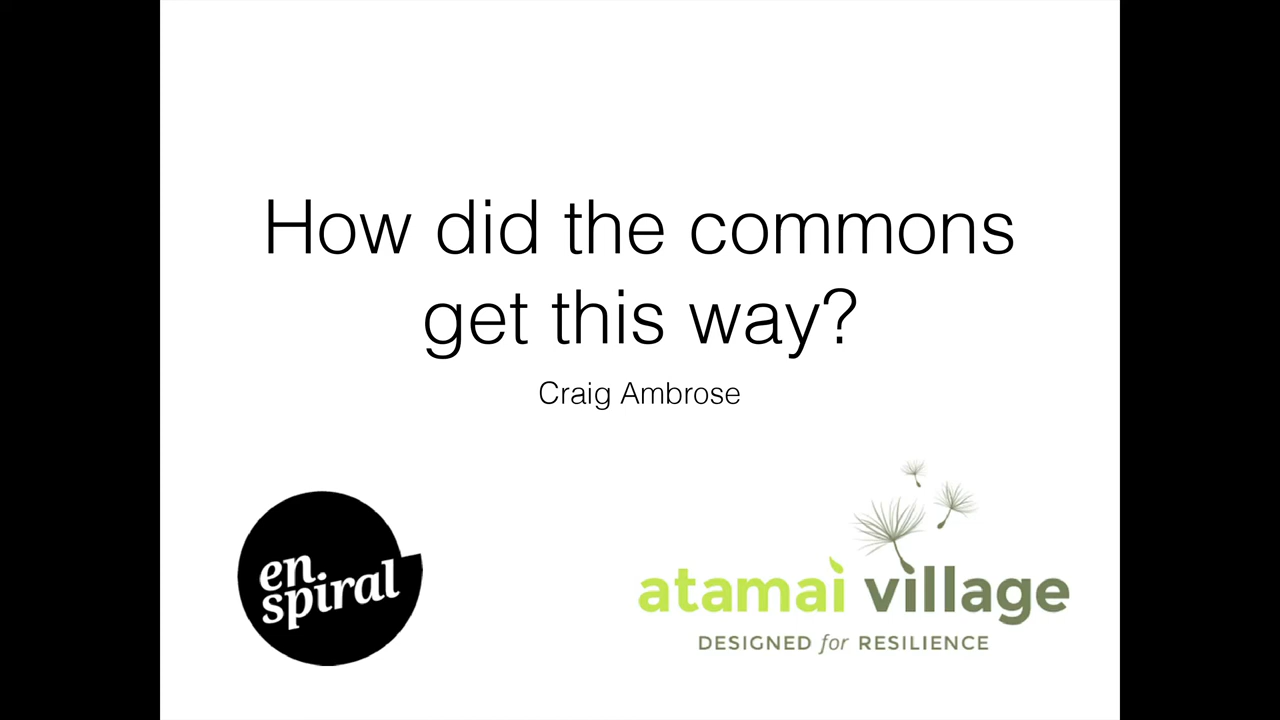 How did the commons
get this way?
Craig Ambrose
en
spiral
atamai village
DESIGNED for RESILIENCE